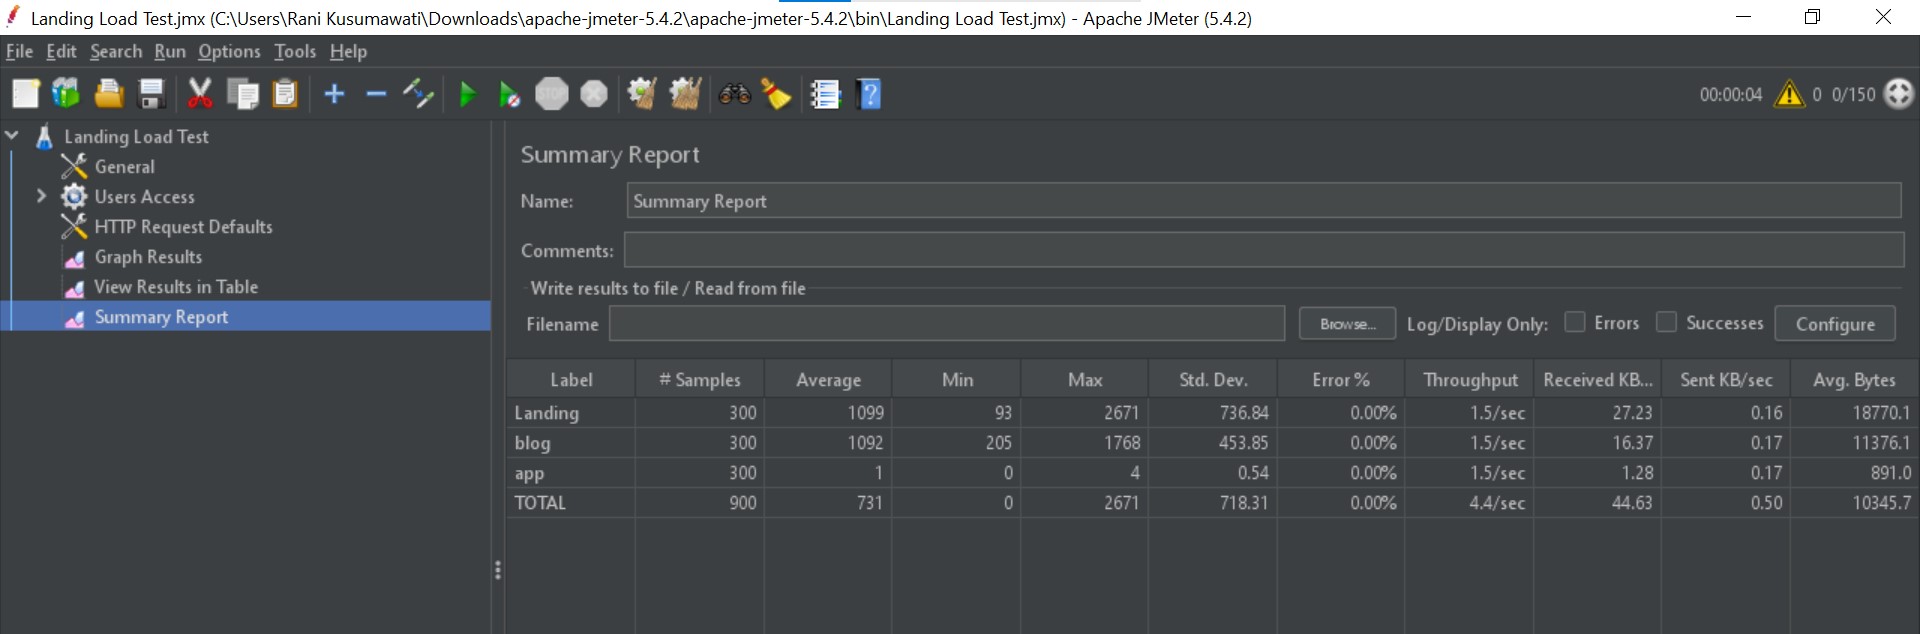 Landing Load Test.jmx (C:\Users\Rani Kusumawati\Downloads\apache-jmeter-5.4.2\apache-jmeter-5.4.2\bin\Landing Load Test.jmx) - Apache JMeter (5.4.2)
File Edit Search Run Options Tools Help
STOP ? 00:00:04 0 0/150
Landing Load Test
General
Users Access
HTTP Request Defaults
Graph Results
View Results in Table
Summary Report
Summary Report
Name: Summary Report
Comments:
Write results to file / Read from file
Filename Browse... Log/Display Only: Errors Successes Configure
Label # Samples Average Min Max Std. Dev. Error % Throughput Received KB... Sent KB/sec Avg. Bytes
Landing 300 1099 93 2671 736.84 0.00% 1.5/sec 27.23 0.16 18770.1
blog 300 1092 205 1768 453.85 0.00% 1.5/sec 16.37 0.17 11376.1
app 300 1 0 4 0.54 0.00% 1.5/sec 1.28 0.17 891.0
TOTAL 900 731 0 2671 718.31 0.00% 4.4/sec 44.63 0.50 10345.7